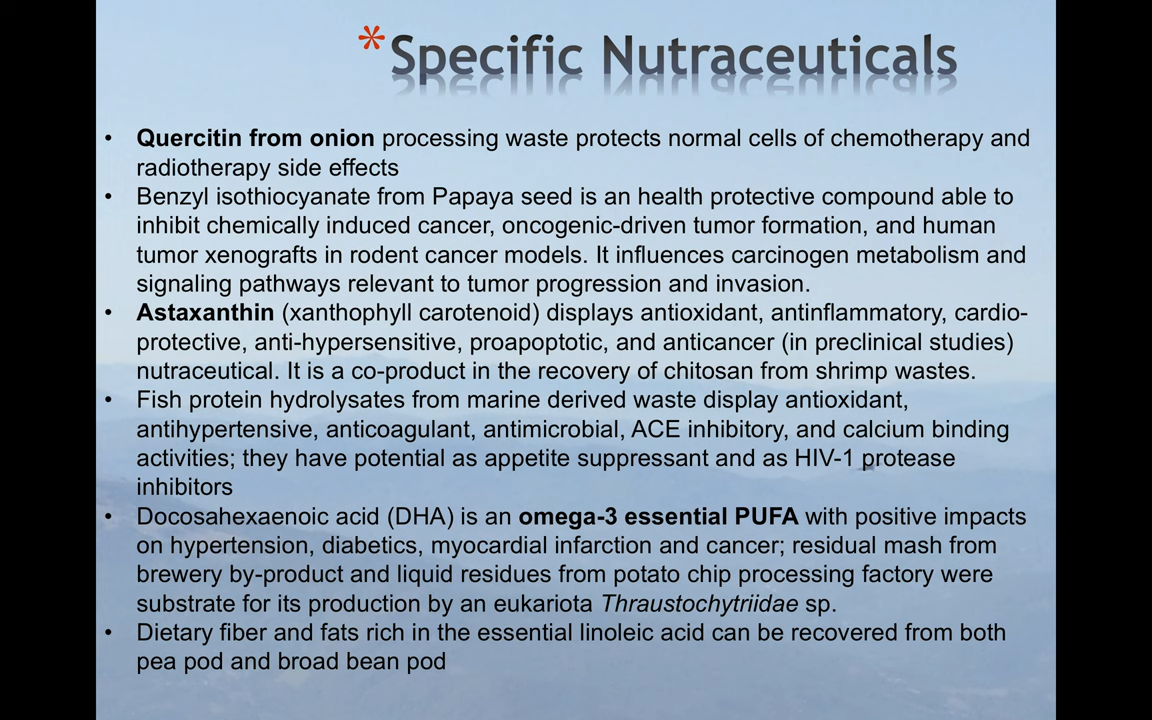 *Specific Nutraceuticals
• Quercitin from onion processing waste protects normal cells of chemotherapy and
radiotherapy side effects
• Benzyl isothiocyanate from Papaya seed is an health protective compound able to
inhibit chemically induced cancer, oncogenic-driven tumor formation, and human
tumor xenografts in rodent cancer models. It influences carcinogen metabolism and
signaling pathways relevant to tumor progression and invasion.
• Astaxanthin (xanthophyll carotenoid) displays antioxidant, antinflammatory, cardio-
protective, anti-hypersensitive, proapoptotic, and anticancer (in preclinical studies)
nutraceutical. It is a co-product in the recovery of chitosan from shrimp wastes.
• Fish protein hydrolysates from marine derived waste display antioxidant,
antihypertensive, anticoagulant, antimicrobial, ACE inhibitory, and calcium binding
activities; they have potential as appetite suppressant and as HIV-1 protease
inhibitors
• Docosahexaenoic acid (DHA) is an omega-3 essential PUFA with positive impacts
on hypertension, diabetics, myocardial infarction and cancer; residual mash from
brewery by-product and liquid residues from potato chip processing factory were
substrate for its production by an eukariota Thraustochytriidae sp.
• Dietary fiber and fats rich in the essential linoleic acid can be recovered from both
pea pod and broad bean pod